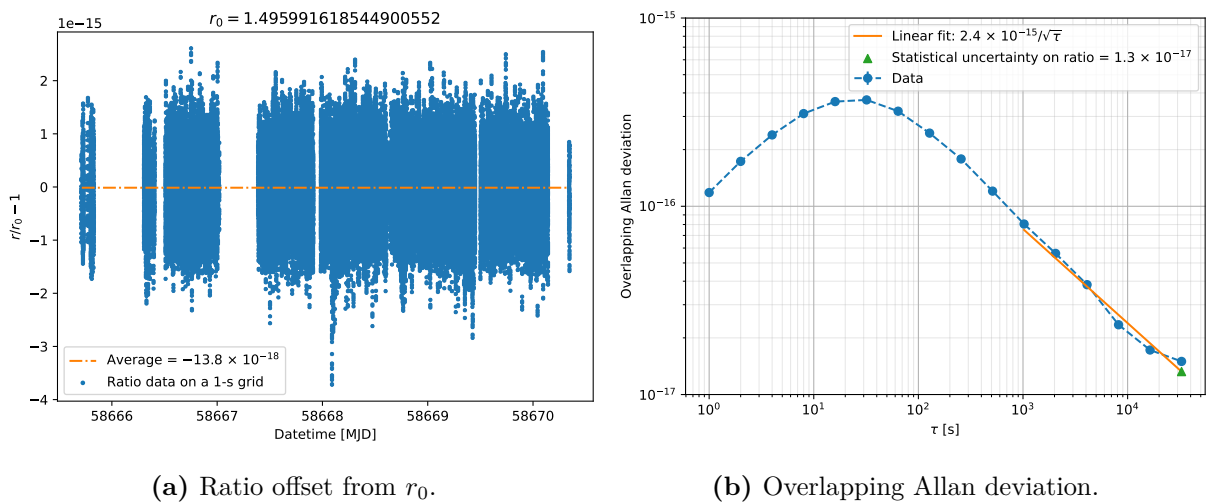 r₀ = 1.495991618544900552
1e−15
2
1
0
−1
−2
−3
−4
r/r₀ − 1
Average = −13.8 × 10⁻¹⁸
Ratio data on a 1-s grid
58666 58667 58668 58669 58670
Datetime [MJD]
(a) Ratio offset from r₀.
10⁻¹⁵
10⁻¹⁶
10⁻¹⁷
Overlapping Allan deviation
Linear fit: 2.4 × 10⁻¹⁵/√τ
Statistical uncertainty on ratio = 1.3 × 10⁻¹⁷
Data
10⁰ 10¹ 10² 10³ 10⁴
τ [s]
(b) Overlapping Allan deviation.